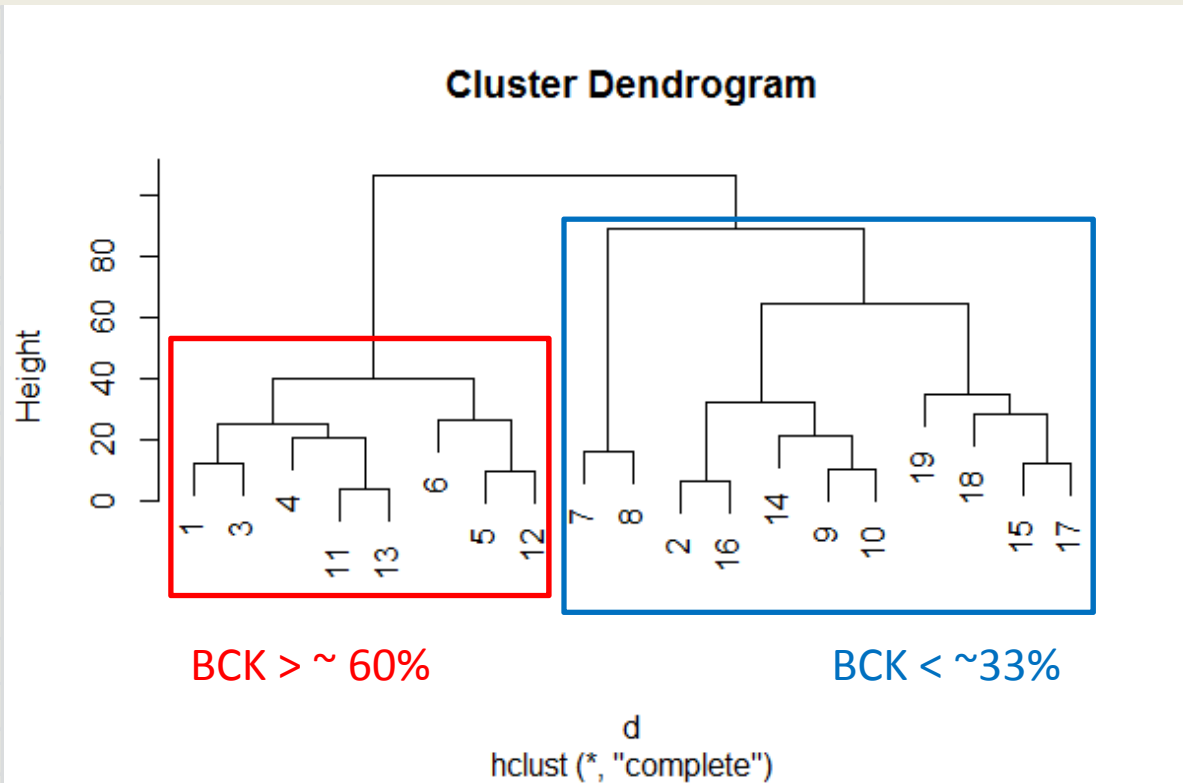 Cluster Dendrogram
Height
0 20 40 60 80
1 3 4 11 13 6 5 12 7 8 2 16 14 9 10 19 18 15 17
BCK > ~ 60%
BCK < ~33%
d
hclust (*, "complete")